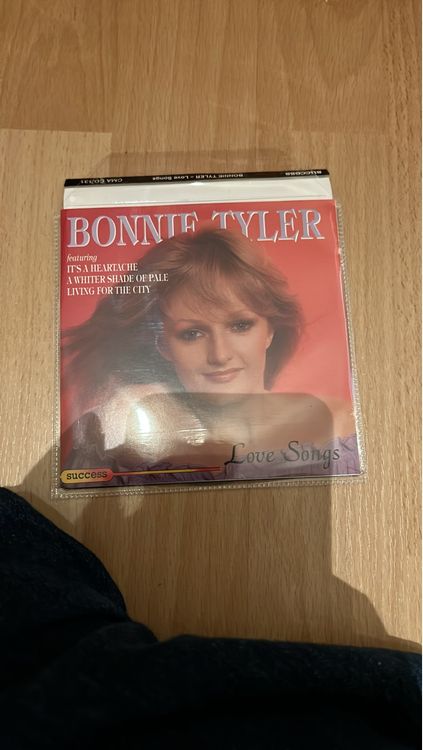 SUCCESS BONNIE TYLER - Love Songs
BONNIE TYLER
featuring
IT'S A HEARTACHE
A WHITER SHADE OF PALE
LIVING FOR THE CITY
Love Songs
success